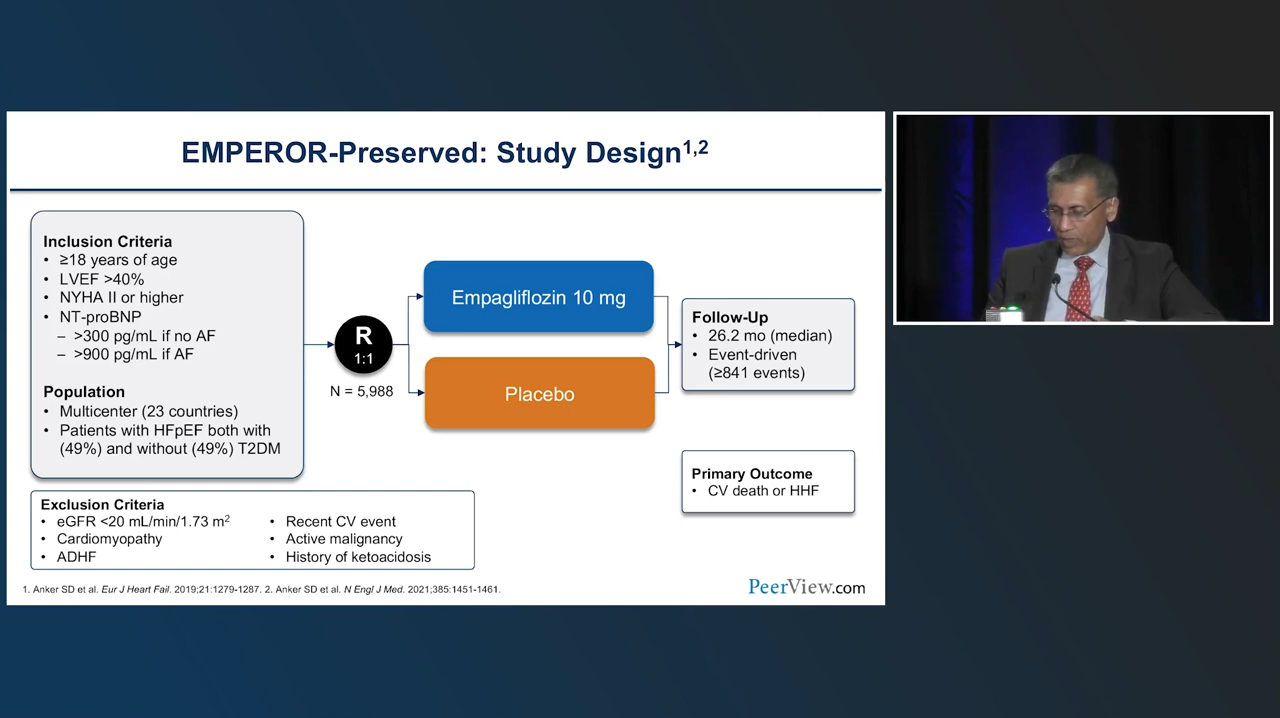 EMPEROR-Preserved: Study Design1,2
Inclusion Criteria
• ≥18 years of age
• LVEF >40%
• NYHA II or higher
• NT-proBNP
– >300 pg/mL if no AF
– >900 pg/mL if AF
Population
• Multicenter (23 countries)
• Patients with HFpEF both with
(49%) and without (49%) T2DM
R
1:1
N = 5,988
Empagliflozin 10 mg
Placebo
Follow-Up
• 26.2 mo (median)
• Event-driven
(≥841 events)
Primary Outcome
• CV death or HHF
Exclusion Criteria
• eGFR <20 mL/min/1.73 m2
• Cardiomyopathy
• ADHF
• Recent CV event
• Active malignancy
• History of ketoacidosis
1. Anker SD et al. Eur J Heart Fail. 2019;21:1279-1287. 2. Anker SD et al. N Engl J Med. 2021;385:1451-1461.
PeerView.com